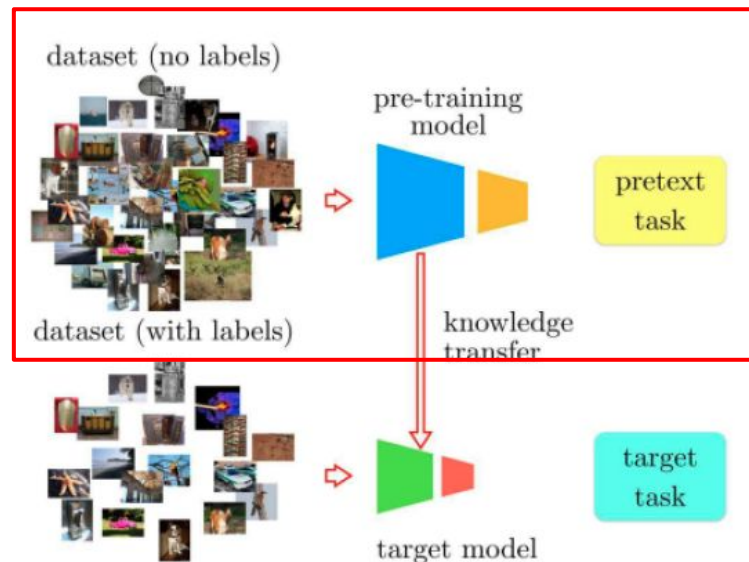 dataset (no labels)
pre-training
model
pretext
task
dataset (with labels)
knowledge
transfer
target
task
target model